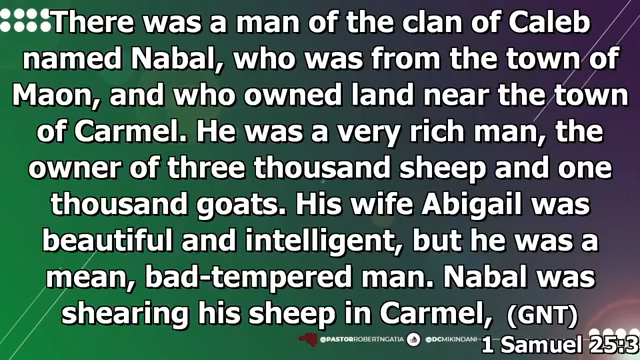 There was a man of the clan of Caleb
named Nabal, who was from the town of
Maon, and who owned land near the town
of Carmel. He was a very rich man, the
owner of three thousand sheep and one
thousand goats. His wife Abigail was
beautiful and intelligent, but he was a
mean, bad-tempered man. Nabal was
shearing his sheep in Carmel, (GNT)
@PASTORROBERTNGATIA @DCMIKINDANI
1 Samuel 25:3